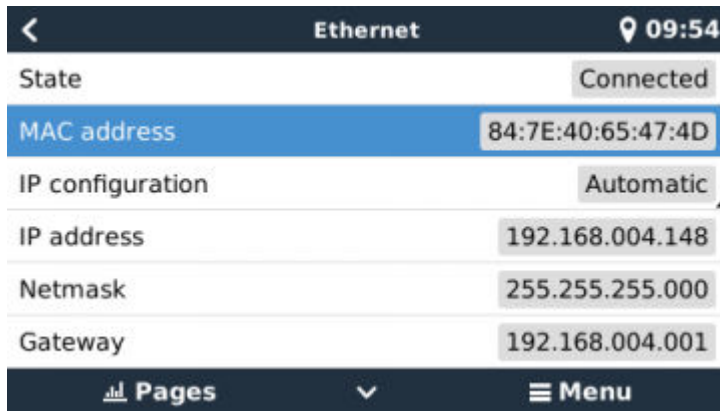 Ethernet 09:54
State Connected
MAC address 84:7E:40:65:47:4D
IP configuration Automatic
IP address 192.168.004.148
Netmask 255.255.255.000
Gateway 192.168.004.001
Pages Menu